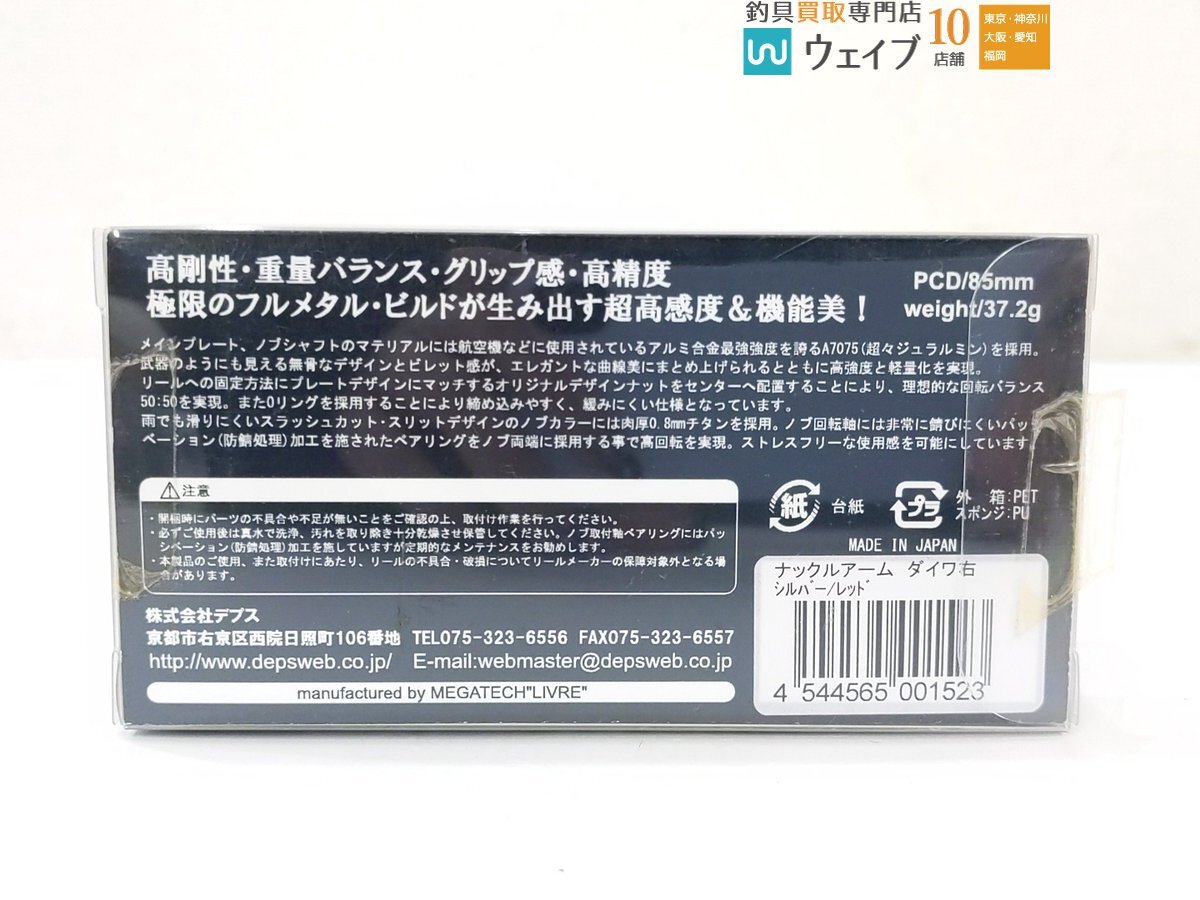 釣具買取専門店
ウェイブ
10
店舗
東京・神奈川
大阪・愛知
福岡
高剛性・重量バランス・グリップ感・高精度
極限のフルメタル・ビルドが生み出す超高感度&機能美!
PCD/85mm
weight/37.2g
メインプレート、ノブシャフトのマテリアルには航空機などに使用されているアルミ合金最強強度を誇るA7075(超々ジュラルミン)を採用。
武器のようにも見える無骨なデザインとビレット感が、エレガントな曲線美にまとめ上げられるとともに高強度と軽量化を実現。
リールへの固定方法にプレートデザインにマッチするオリジナルデザインナットをセンターへ配置することにより、理想的な回転バランス
50:50を実現。またOリングを採用することにより締め込みやすく、緩みにくい仕様となっています。
雨でも滑りにくいスラッシュカット・スリットデザインのノブカラーには肉厚0.8mmチタンを採用。ノブ回転軸には非常に錆びにくいパッシ
ベーション(防錆処理)加工を施されたベアリングをノブ両端に採用する事で高回転を実現。ストレスフリーな使用感を可能にしています。
注意
・開梱時にパーツの不具合や不足が無いことをご確認の上、取付け作業を行ってください。
・必ずご使用後は真水で洗浄、汚れを取り除き十分乾燥させ保管してください。ノブ取付軸ベアリングにはパッ
シベーション(防錆処理)加工を施していますが定期的なメンテナンスをお勧めします。
・本製品のご使用、また取付けにあたり、リールの不具合・破損についてリールメーカーの保障対象外となる場
合があります。
紙 台紙
プラ 外 箱:PET
スポンジ:PU
MADE IN JAPAN
株式会社デプス
京都市右京区西院日照町106番地 TEL075-323-6556 FAX075-323-6557
http://www.depsweb.co.jp/ E-mail:webmaster@depsweb.co.jp
manufactured by MEGATECH"LIVRE"
ナックルアーム ダイワ右
シルバー/レッド
4 544565 001523